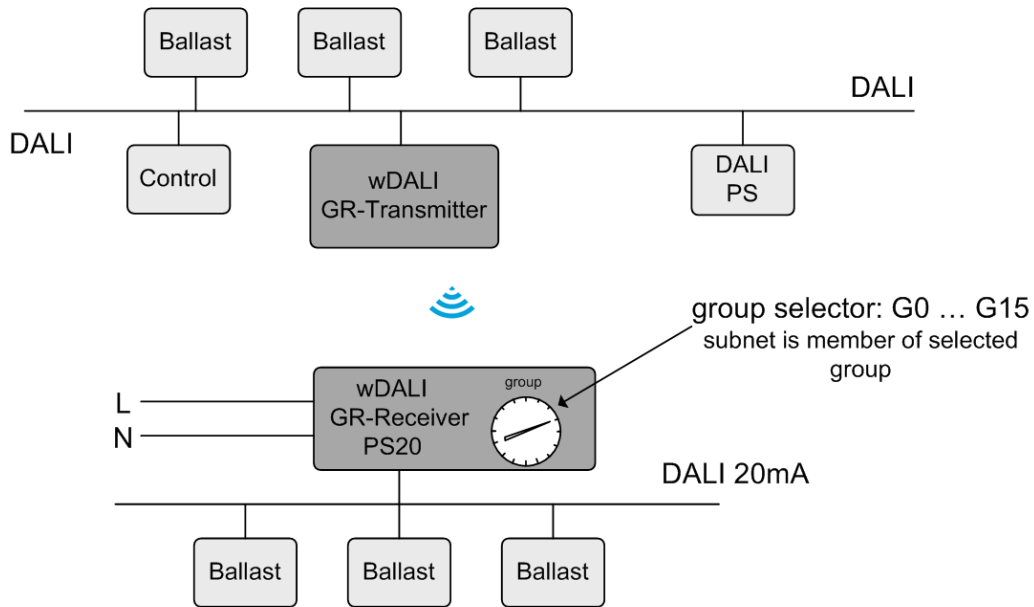 Ballast
Ballast
Ballast
DALI
DALI
Control
wDALI
GR-Transmitter
DALI
PS
group selector: G0 … G15
subnet is member of selected
group
L
N
wDALI
GR-Receiver
PS20
group
DALI 20mA
Ballast
Ballast
Ballast